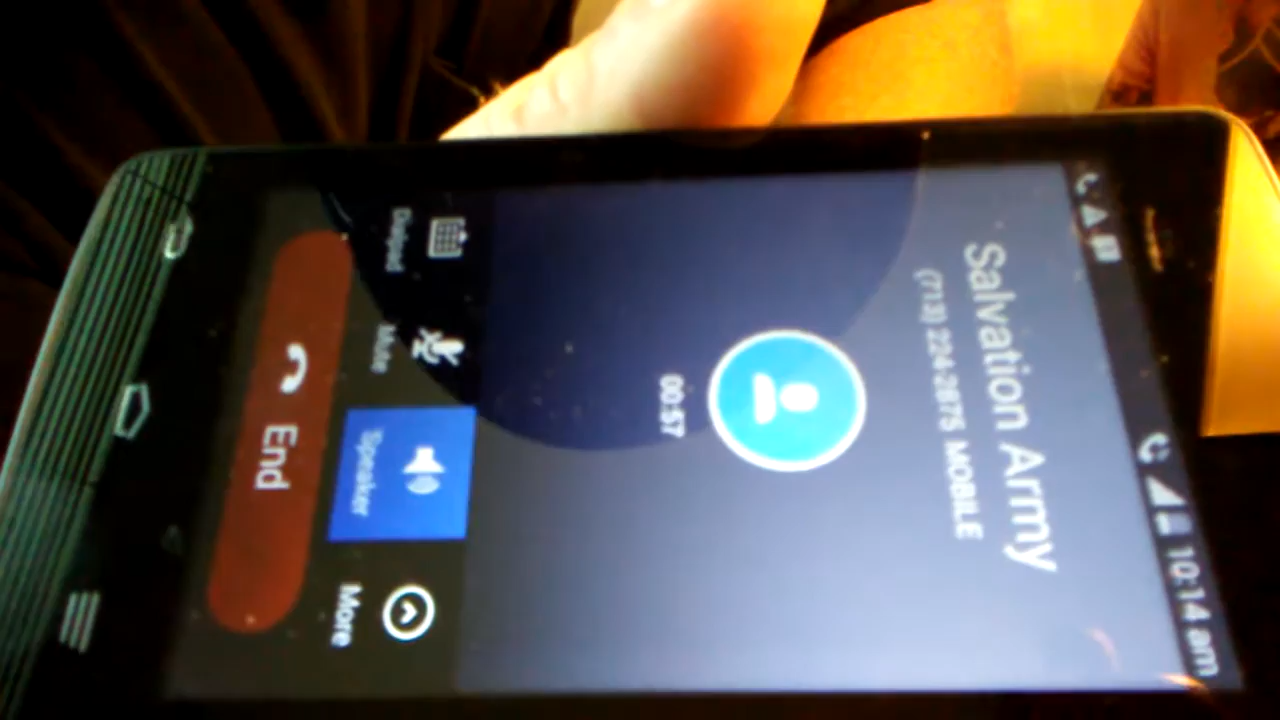 10:14 am
Salvation Army
(713) 224-2875 MOBILE
00:57
Dialpad
Mute
Speaker
More
End